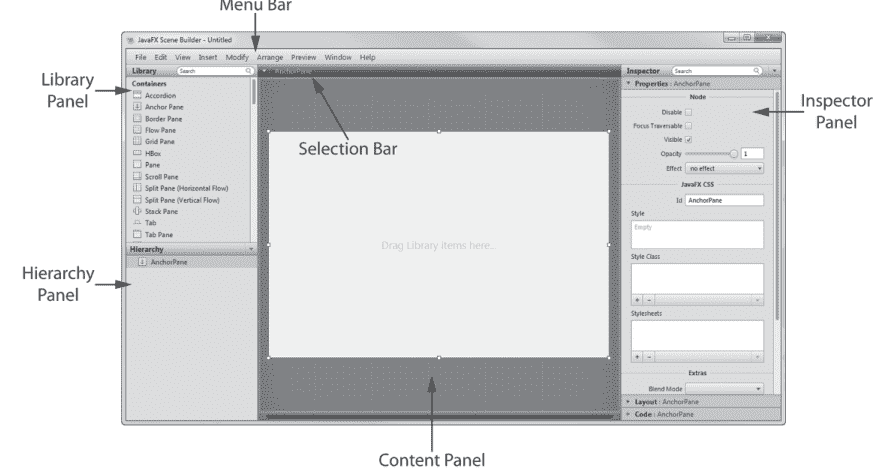 Menu Bar
JavaFX Scene Builder - Untitled
File Edit View Insert Modify Arrange Preview Window Help
Library
Search
AnchorPane
Inspector
Search
Library
Panel
Containers
Accordion
Anchor Pane
Border Pane
Flow Pane
Grid Pane
HBox
Pane
Scroll Pane
Split Pane (Horizontal Flow)
Split Pane (Vertical Flow)
Stack Pane
Tab
Tab Pane
Hierarchy
AnchorPane
Hierarchy
Panel
Selection Bar
Drag Library items here...
Content Panel
Properties : AnchorPane
Node
Disable
Focus Traversable
Visible
Opacity 1
Effect no effect
JavaFX CSS
Id AnchorPane
Style
Empty
Style Class
+ -
Stylesheets
+ -
Extras
Blend Mode
Layout : AnchorPane
Code : AnchorPane
Inspector
Panel